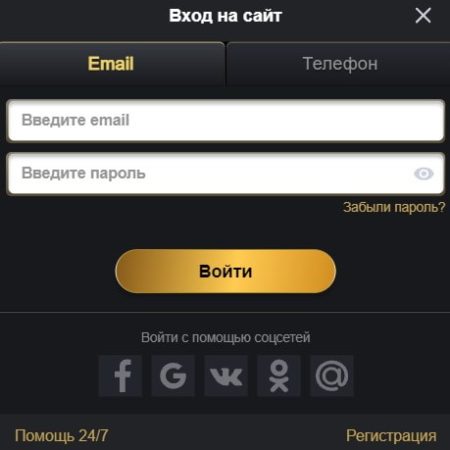 Вход на сайт
Email
Телефон
Введите email
Введите пароль
Забыли пароль?
Войти
Войти с помощью соцсетей
Помощь 24/7
Регистрация